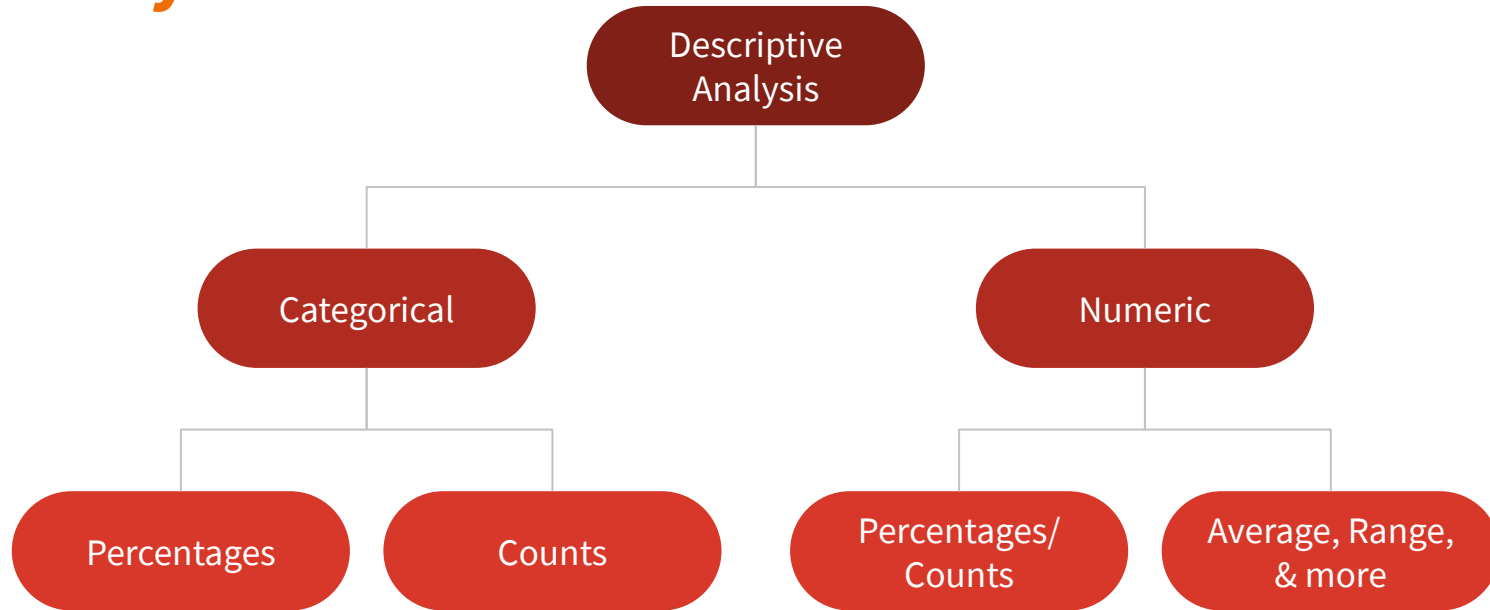 Descriptive
Analysis
Categorical
Numeric
Percentages
Counts
Percentages/
Counts
Average, Range,
& more